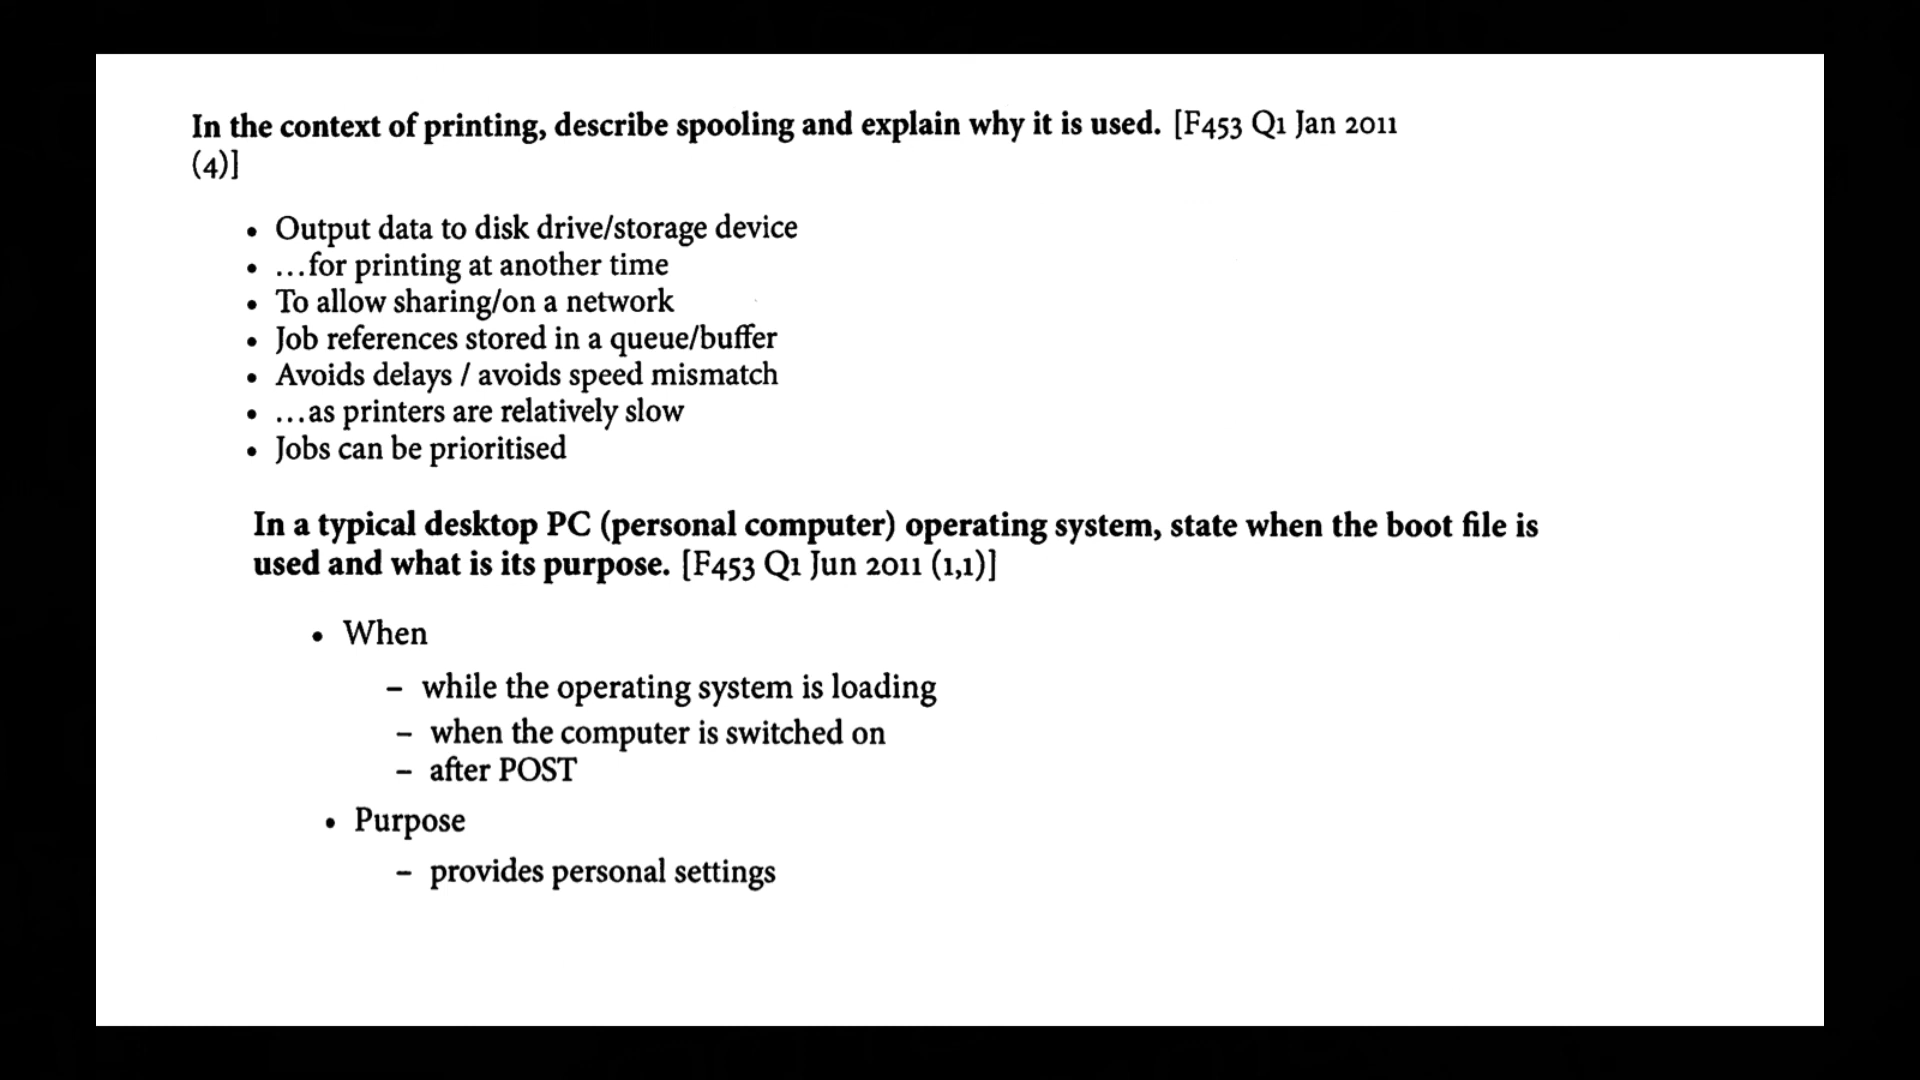 In the context of printing, describe spooling and explain why it is used. [F453 Q1 Jan 2011
(4)]
• Output data to disk drive/storage device
• …for printing at another time
• To allow sharing/on a network
• Job references stored in a queue/buffer
• Avoids delays / avoids speed mismatch
• …as printers are relatively slow
• Jobs can be prioritised
In a typical desktop PC (personal computer) operating system, state when the boot file is
used and what is its purpose. [F453 Q1 Jun 2011 (1,1)]
• When
– while the operating system is loading
– when the computer is switched on
– after POST
• Purpose
– provides personal settings